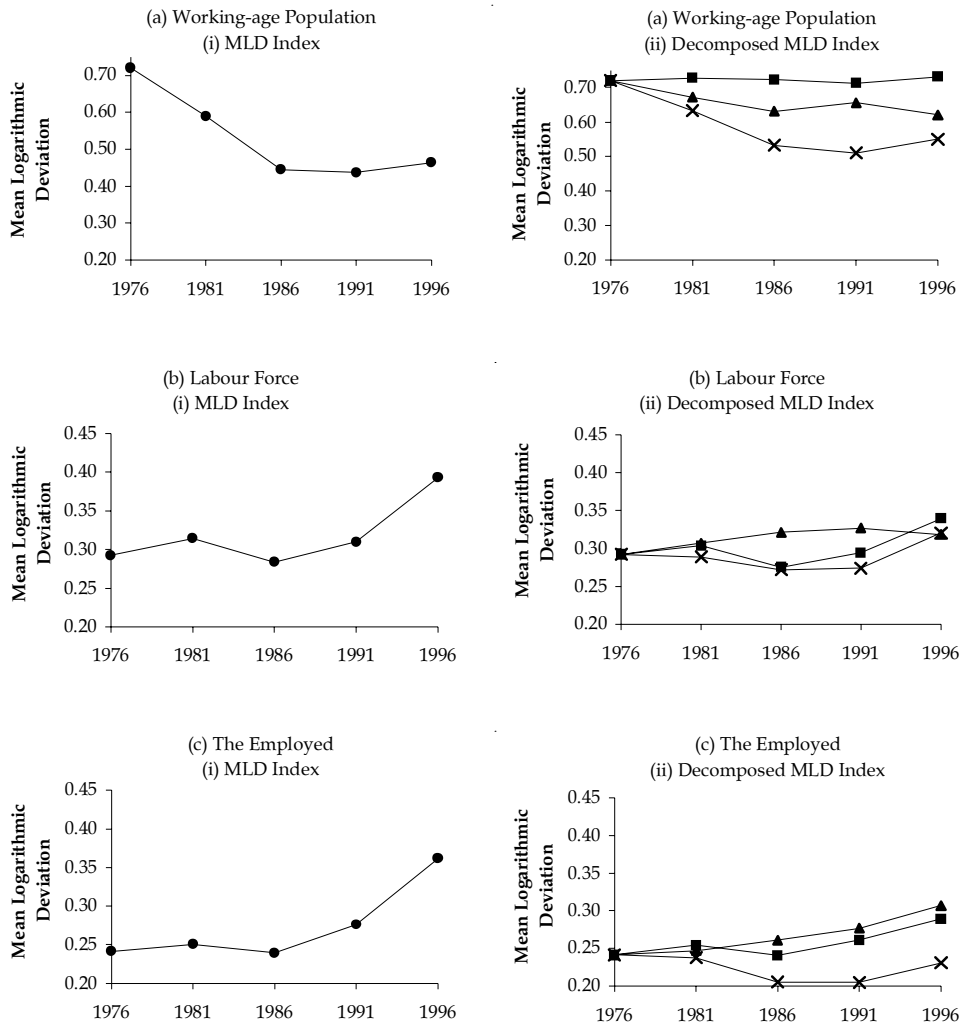 (a) Working-age Population
(i) MLD Index
Mean Logarithmic
Deviation
0.70
0.60
0.50
0.40
0.30
0.20
1976 1981 1986 1991 1996
(a) Working-age Population
(ii) Decomposed MLD Index
Mean Logarithmic
Deviation
0.70
0.60
0.50
0.40
0.30
0.20
1976 1981 1986 1991 1996
(b) Labour Force
(i) MLD Index
Mean Logarithmic
Deviation
0.45
0.40
0.35
0.30
0.25
0.20
1976 1981 1986 1991 1996
(b) Labour Force
(ii) Decomposed MLD Index
Mean Logarithmic
Deviation
0.45
0.40
0.35
0.30
0.25
0.20
1976 1981 1986 1991 1996
(c) The Employed
(i) MLD Index
Mean Logarithmic
Deviation
0.45
0.40
0.35
0.30
0.25
0.20
1976 1981 1986 1991 1996
(c) The Employed
(ii) Decomposed MLD Index
Mean Logarithmic
Deviation
0.45
0.40
0.35
0.30
0.25
0.20
1976 1981 1986 1991 1996